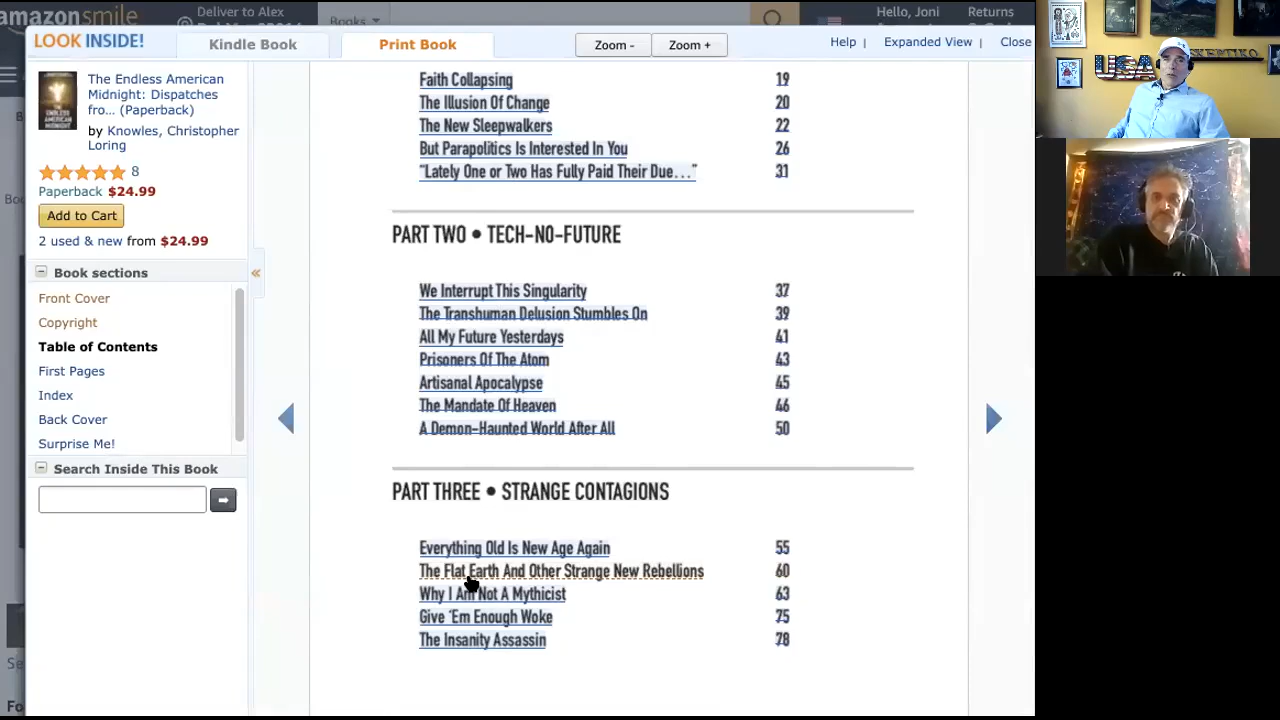 amazonsmile
Deliver to Alex
Books
Hello, Joni
Returns
LOOK INSIDE!
Kindle Book
Print Book
Zoom -
Zoom +
Help | Expanded View | Close
The Endless American
Midnight: Dispatches
fro... (Paperback)
by Knowles, Christopher
Loring
8
Paperback $24.99
Add to Cart
2 used & new from $24.99
Book sections
Front Cover
Copyright
Table of Contents
First Pages
Index
Back Cover
Surprise Me!
Search Inside This Book
Faith Collapsing 19
The Illusion Of Change 20
The New Sleepwalkers 22
But Parapolitics Is Interested In You 26
“Lately One or Two Has Fully Paid Their Due...” 31
PART TWO • TECH-NO-FUTURE
We Interrupt This Singularity 37
The Transhuman Delusion Stumbles On 39
All My Future Yesterdays 41
Prisoners Of The Atom 43
Artisanal Apocalypse 45
The Mandate Of Heaven 46
A Demon-Haunted World After All 50
PART THREE • STRANGE CONTAGIONS
Everything Old Is New Age Again 55
The Flat Earth And Other Strange New Rebellions 60
Why I Am Not A Mythicist 63
Give ‘Em Enough Woke 75
The Insanity Assassin 78
USA
SKEPTIKO